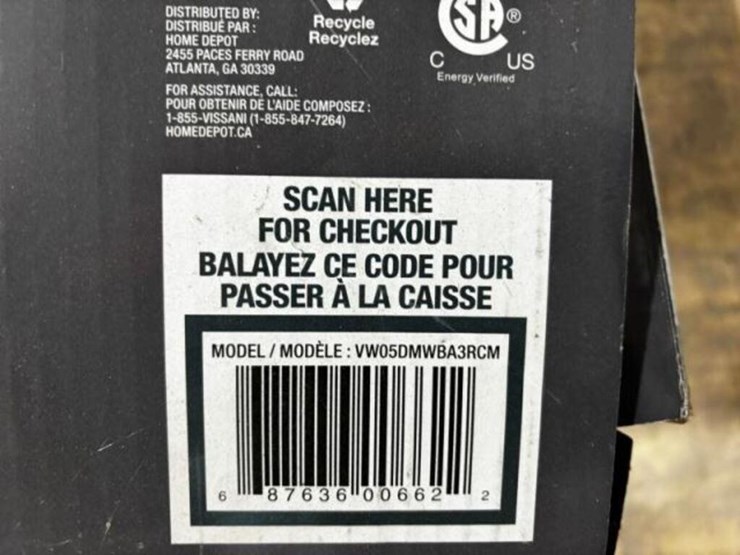 DISTRIBUTED BY:
DISTRIBUÉ PAR :
HOME DEPOT
2455 PACES FERRY ROAD
ATLANTA, GA 30339
FOR ASSISTANCE, CALL:
POUR OBTENIR DE L'AIDE COMPOSEZ :
1-855-VISSANI (1-855-847-7264)
HOMEDEPOT.CA
Recycle
Recyclez
SA ®
C US
Energy Verified
SCAN HERE
FOR CHECKOUT
BALAYEZ CE CODE POUR
PASSER À LA CAISSE
MODEL / MODÈLE : VW05DMWBA3RCM
6 87636 00662 2